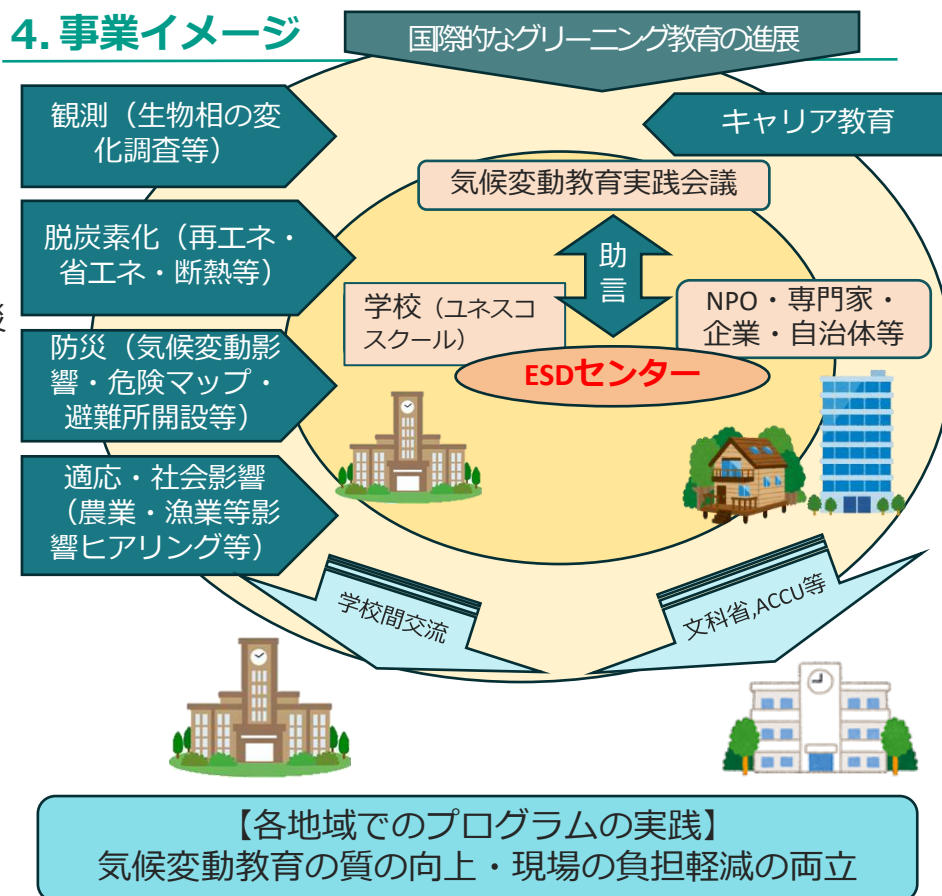 4. 事業イメージ
国際的なグリーニング教育の進展
観測（生物相の変
化調査等）
キャリア教育
気候変動教育実践会議
脱炭素化（再エネ・
省エネ・断熱等）
助
言
学校（ユネスコ
スクール）
NPO・専門家・
企業・自治体等
ESDセンター
防災（気候変動影
響・危険マップ・
避難所開設等）
適応・社会影響
（農業・漁業等影
響ヒアリング等）
学校間交流
文科省,ACCU等
【各地域でのプログラムの実践】
気候変動教育の質の向上・現場の負担軽減の両立